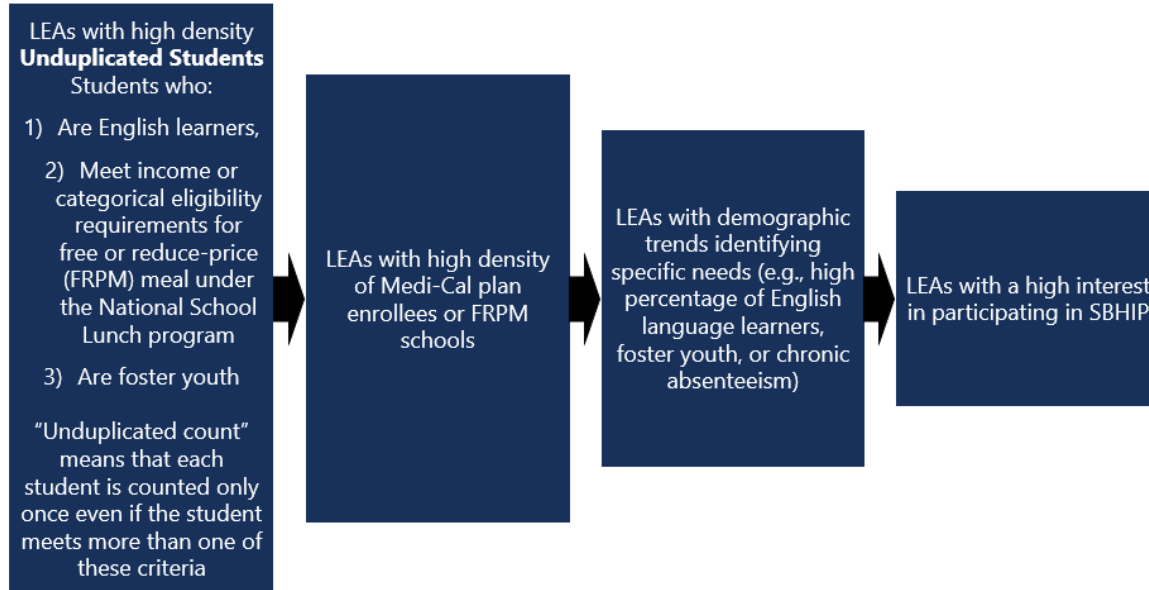 LEAs with high density
Unduplicated Students
Students who:
1) Are English learners,
2) Meet income or
categorical eligibility
requirements for
free or reduce-price
(FRPM) meal under
the National School
Lunch program
3) Are foster youth
“Unduplicated count”
means that each
student is counted only
once even if the student
meets more than one of
these criteria
LEAs with high density
of Medi-Cal plan
enrollees or FRPM
schools
LEAs with demographic
trends identifying
specific needs (e.g., high
percentage of English
language learners,
foster youth, or chronic
absenteeism)
LEAs with a high interest
in participating in SBHIP